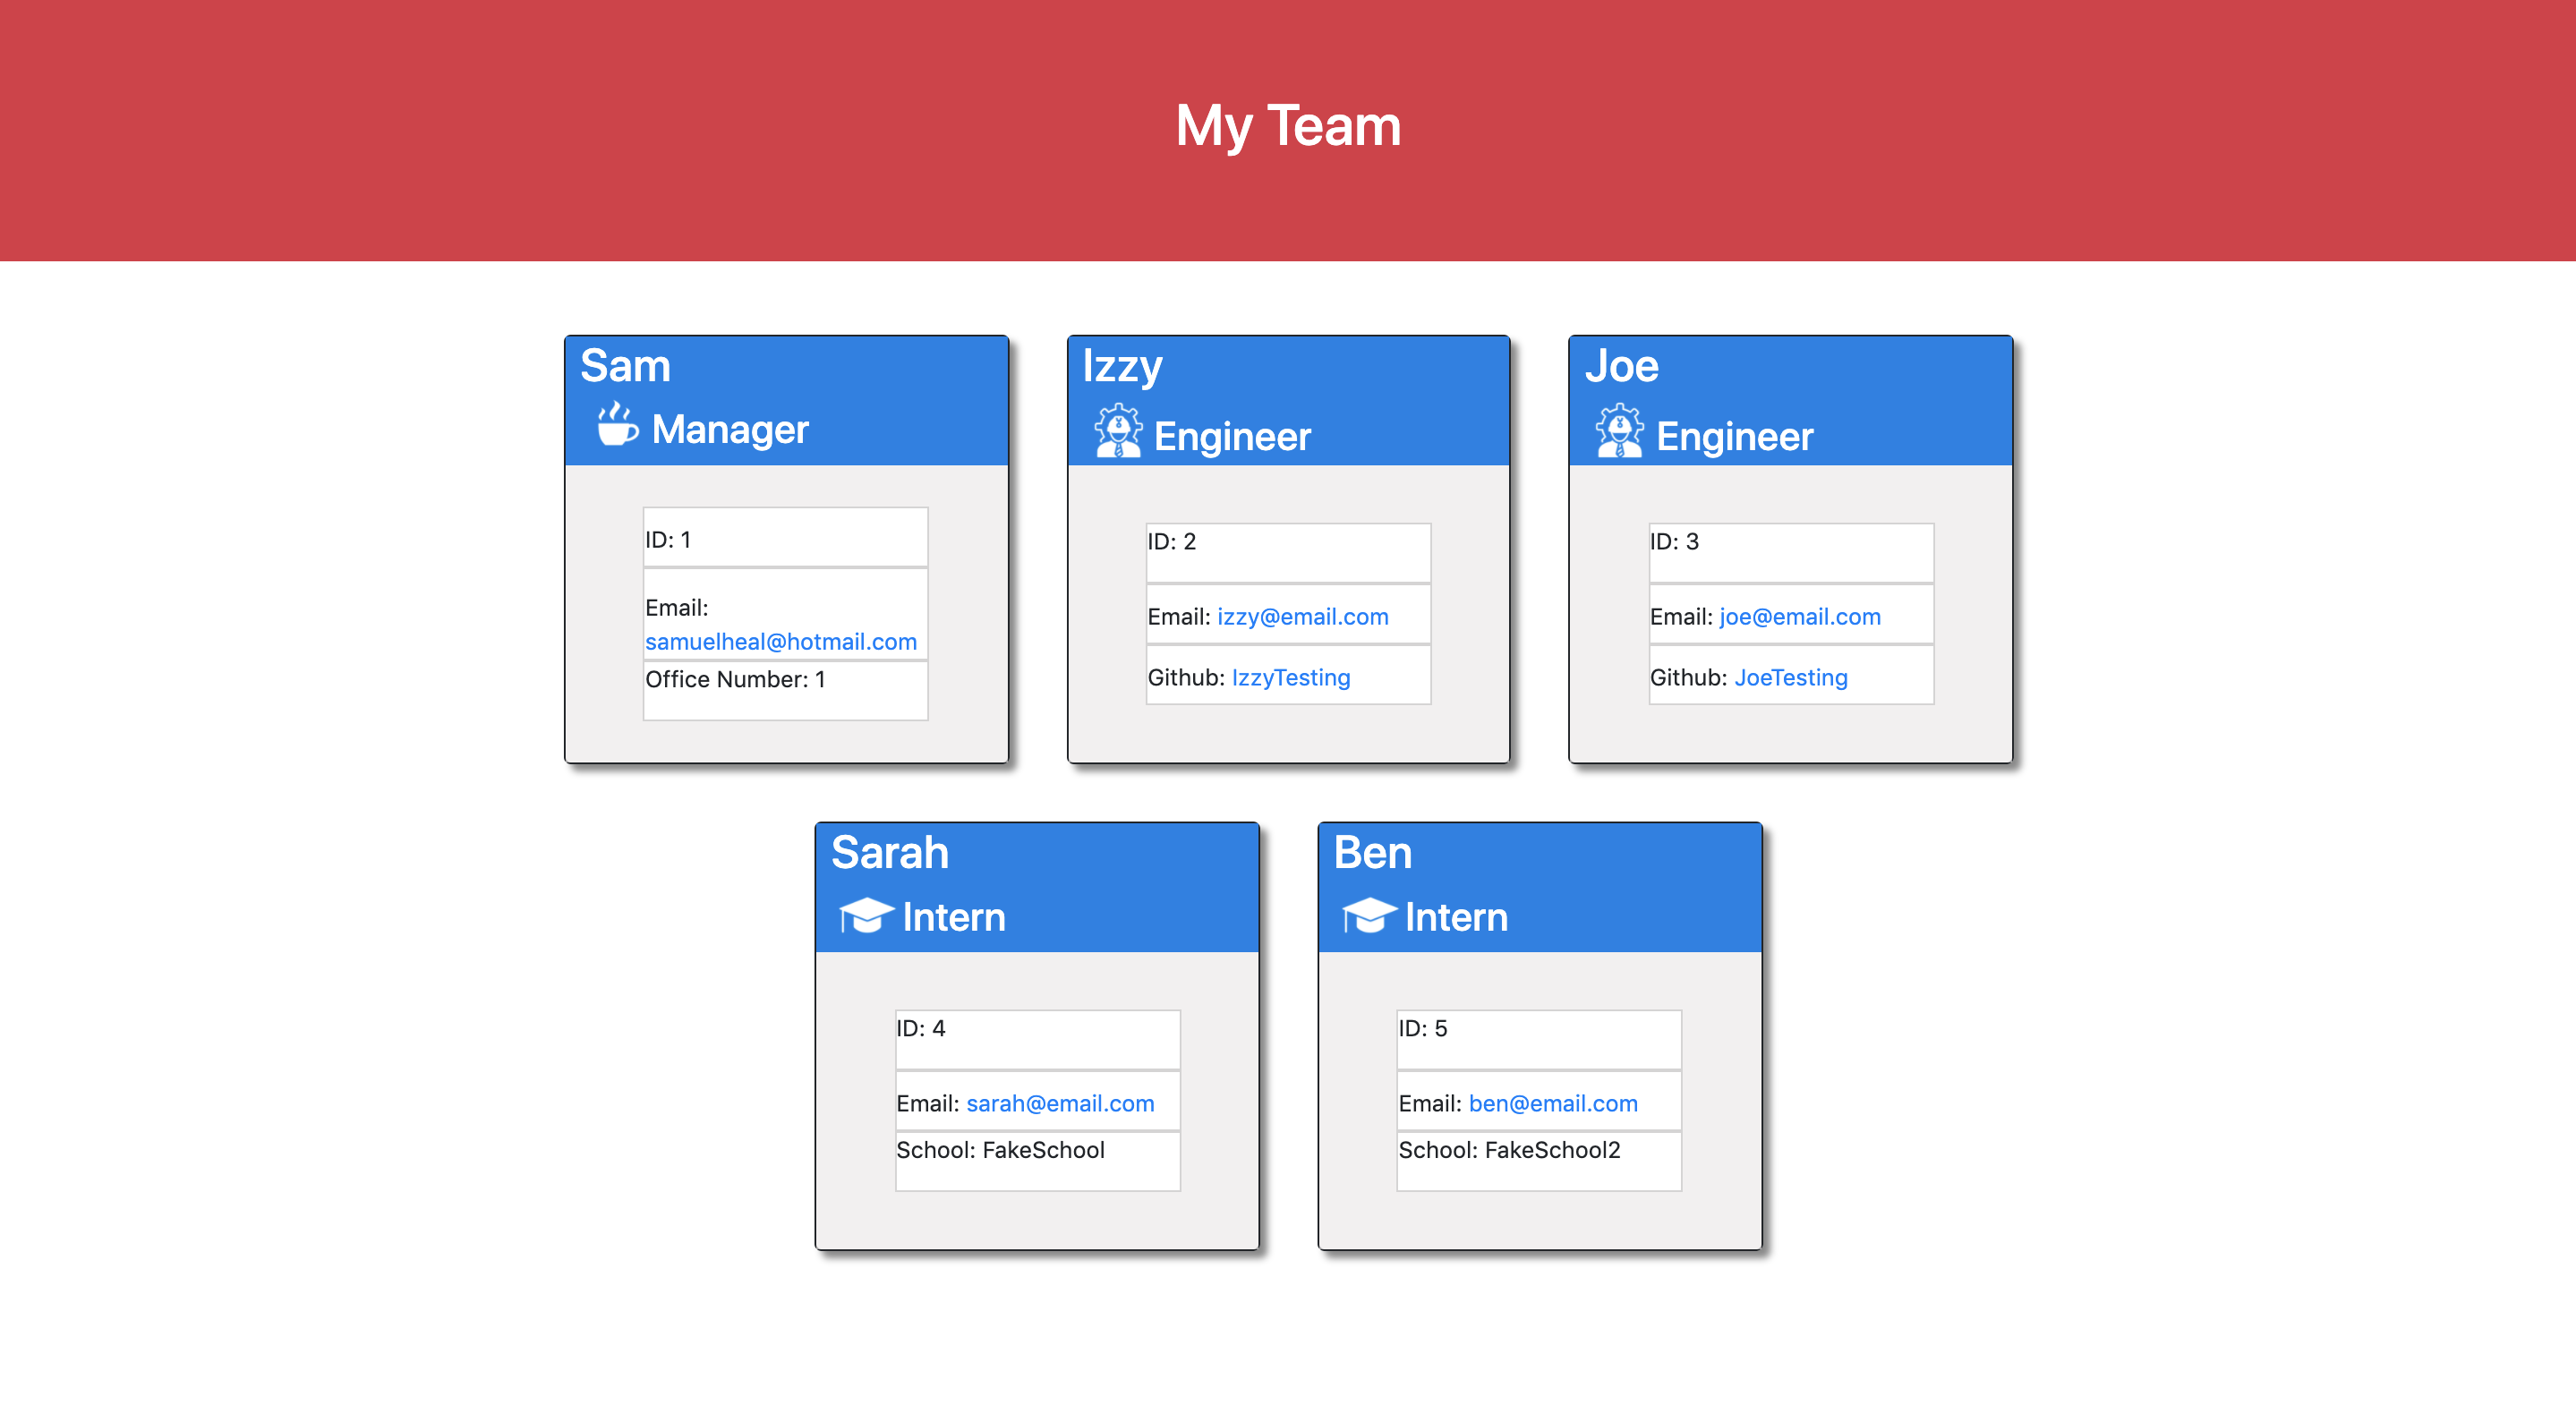 My Team
Sam
Manager
ID: 1
Email:
samuelheal@hotmail.com
Office Number: 1
Izzy
Engineer
ID: 2
Email: izzy@email.com
Github: IzzyTesting
Joe
Engineer
ID: 3
Email: joe@email.com
Github: JoeTesting
Sarah
Intern
ID: 4
Email: sarah@email.com
School: FakeSchool
Ben
Intern
ID: 5
Email: ben@email.com
School: FakeSchool2